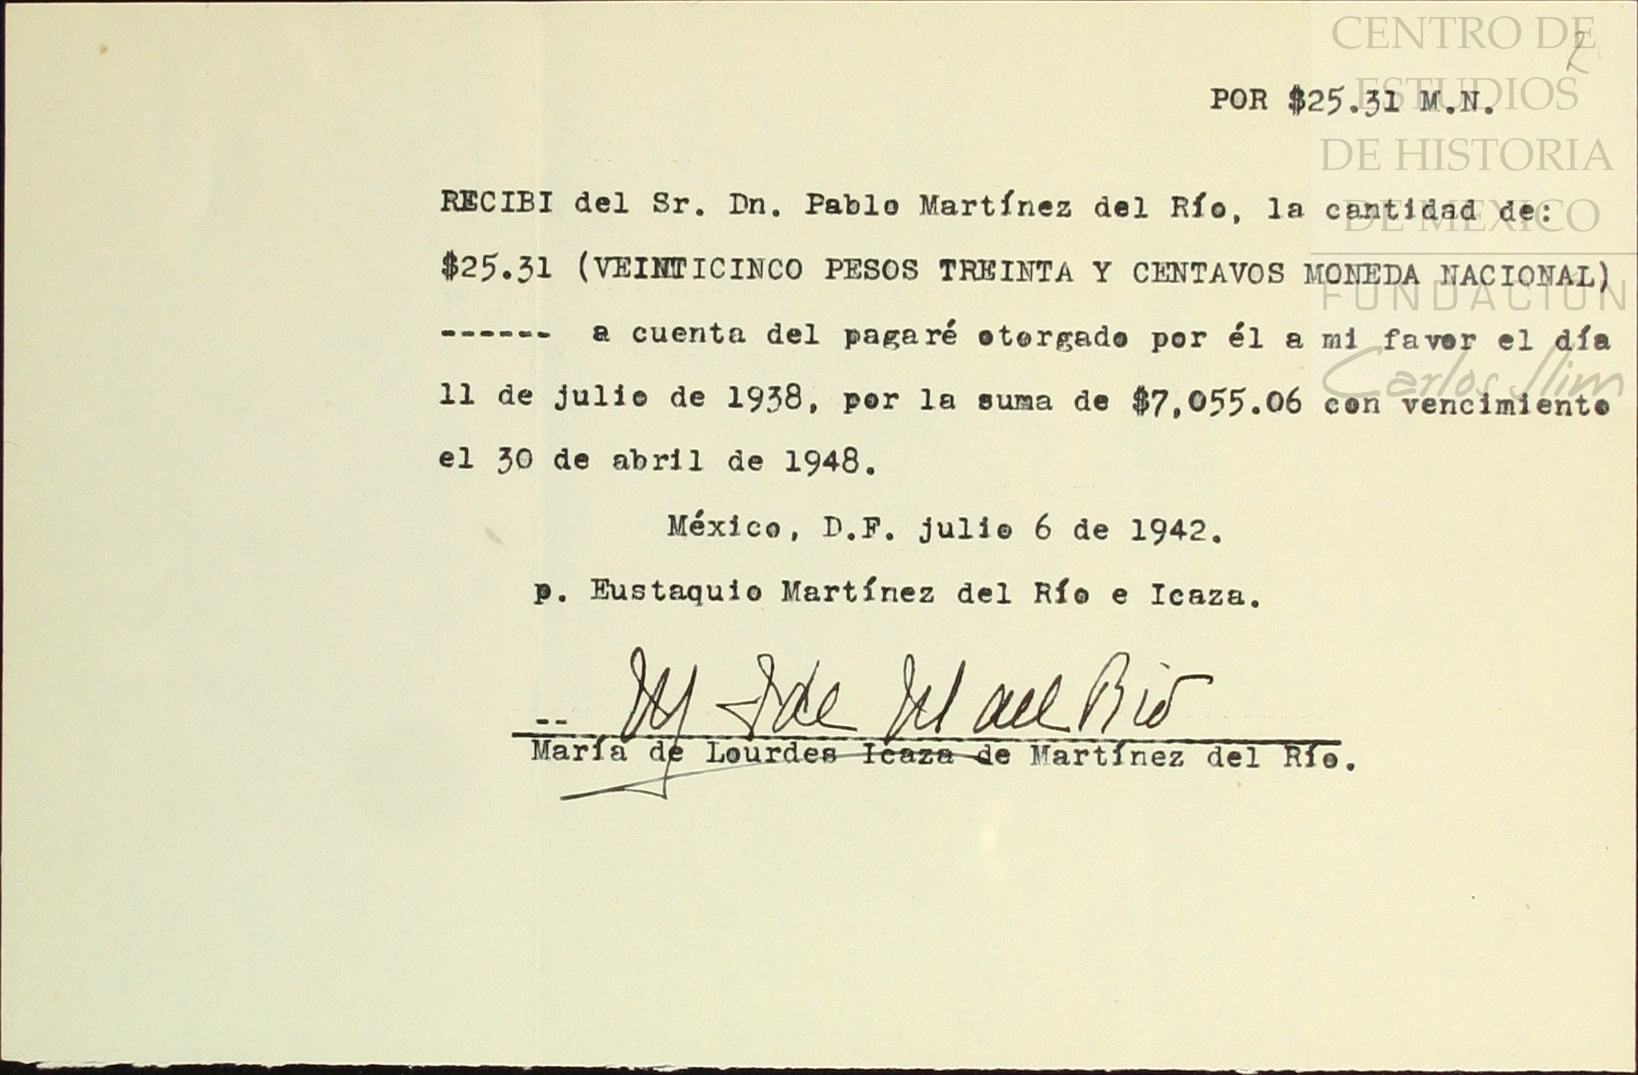 CENTRO DE
2
ESTUDIOS
POR $25.31 M.N.
DE HISTORIA
RECIBI del Sr. Dn. Pablo Martínez del Río, la cantidad de:
DE MÉXICO
$25.31 (VEINTICINCO PESOS TREINTA Y CENTAVOS MONEDA NACIONAL)
FUNDACIÓN
------ a cuenta del pagaré otorgado por él a mi favor el día
Carlos Slim
11 de julio de 1938, por la suma de $7,055.06 con vencimiento
el 30 de abril de 1948.
México, D.F. julio 6 de 1942.
p. Eustaquio Martínez del Río e Icaza.
-- M I de M del Río
María de Lourdes Icaza de Martínez del Río.